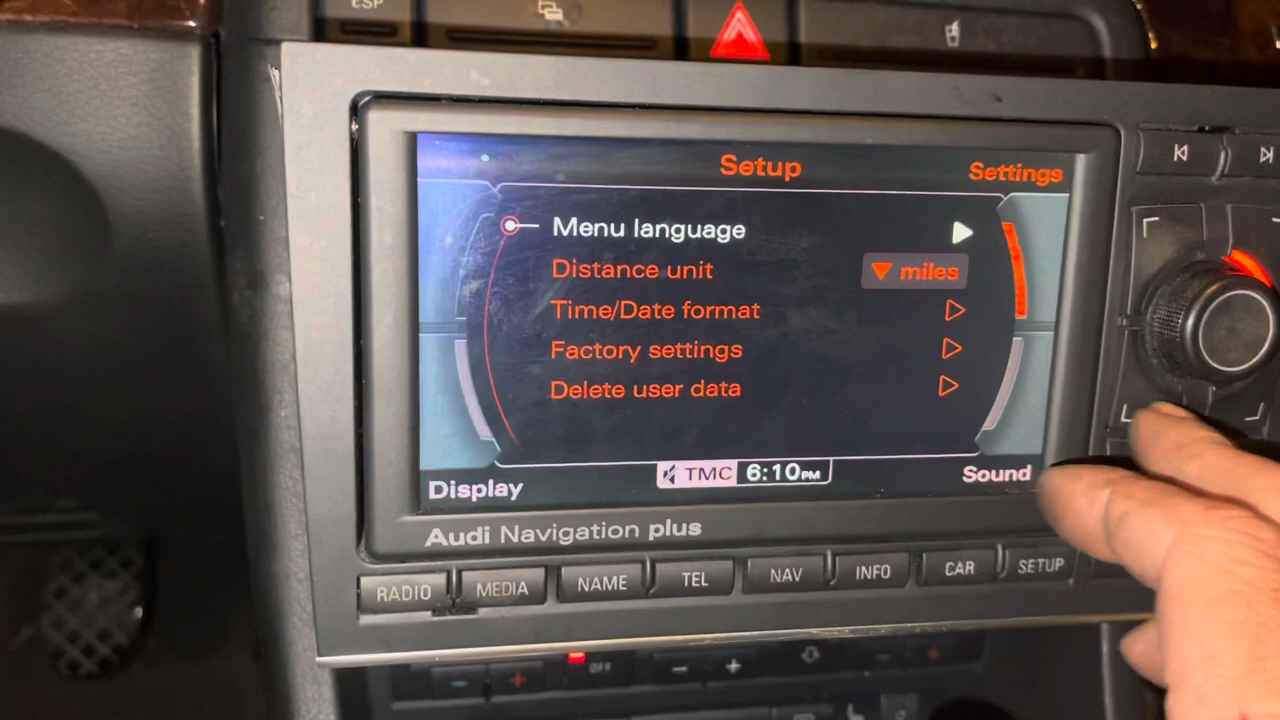 ESP
Setup
Settings
Menu language
Distance unit
miles
Time/Date format
Factory settings
Delete user data
TMC 6:10PM
Display
Sound
Audi Navigation plus
RADIO MEDIA NAME TEL NAV INFO CAR SETUP
OFF